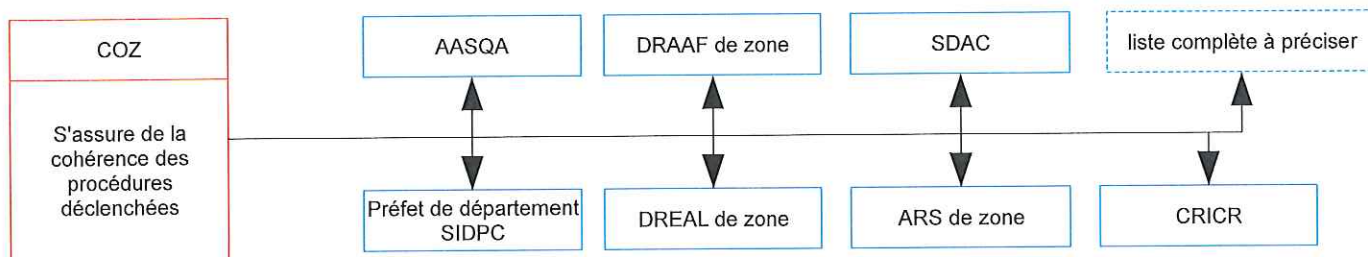 COZ
S'assure de la
cohérence des
procédures
déclenchées
AASQA
DRAAF de zone
SDAC
liste complète à préciser
Préfet de département
SIDPC
DREAL de zone
ARS de zone
CRICR